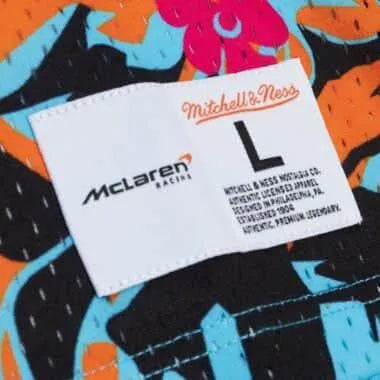 McLaren
RACING
Mitchell & Ness
L
MITCHELL & NESS NOSTALGIA CO.
AUTHENTIC LICENSED APPAREL
DESIGNED IN PHILADELPHIA, PA.
ESTABLISHED 1904
AUTHENTIC. PREMIUM. LEGENDARY.